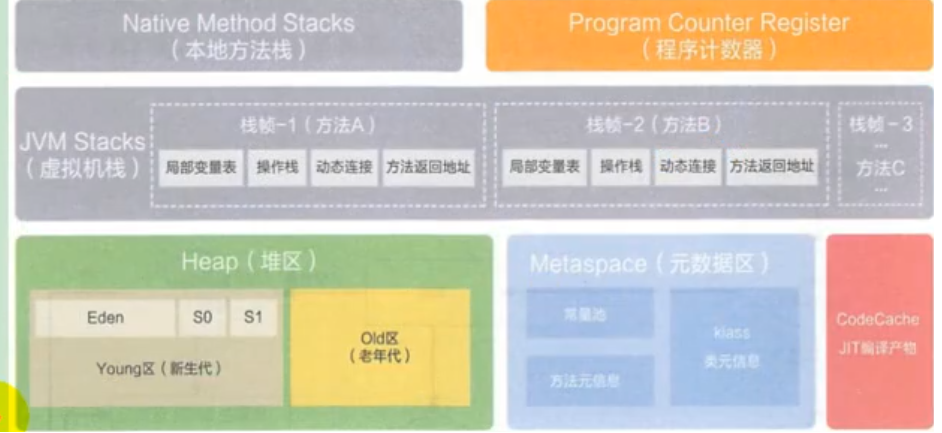 Native Method Stacks
（本地方法栈）
Program Counter Register
（程序计数器）
JVM Stacks
（虚拟机栈）
栈帧-1（方法A）
局部变量表
操作栈
动态连接
方法返回地址
栈帧-2（方法B）
局部变量表
操作栈
动态连接
方法返回地址
栈帧-3
...
方法C
...
Heap（堆区）
Eden
S0
S1
Young区（新生代）
Old区
（老年代）
Metaspace（元数据区）
常量池
方法元信息
klass
类元信息
CodeCache
JIT编译产物